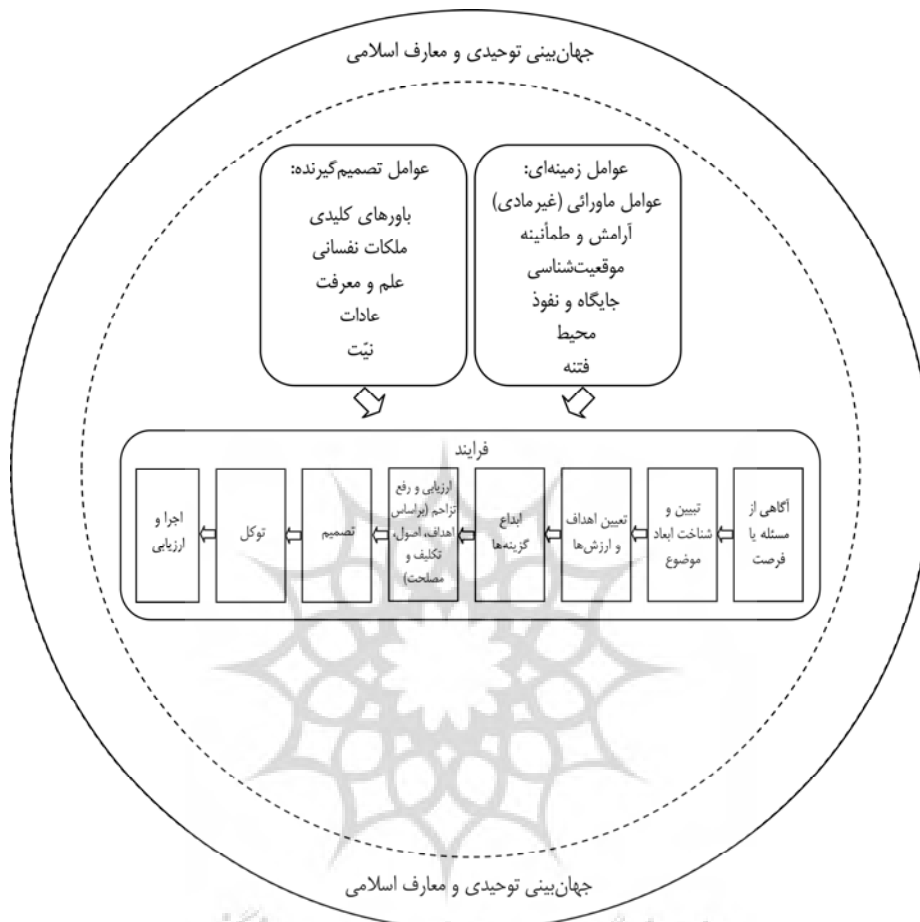 جهان‌بینی توحیدی و معارف اسلامی
عوامل زمینه‌ای:
عوامل ماورائی (غیرمادی)
آرامش و طمأنینه
موقعیت‌شناسی
جایگاه و نفوذ
محیط
فتنه
عوامل تصمیم‌گیرنده:
باورهای کلیدی
ملکات نفسانی
علم و معرفت
عادات
نیّت
فرایند
آگاهی از
مسئله یا
فرصت
تبیین و
شناخت ابعاد
موضوع
تعیین اهداف
و ارزش‌ها
ابداع
گزینه‌ها
ارزیابی و رفع
تزاحم (براساس
اهداف، اصول،
تکلیف و
مصلحت)
تصمیم
توکل
اجرا و
ارزیابی
جهان‌بینی توحیدی و معارف اسلامی